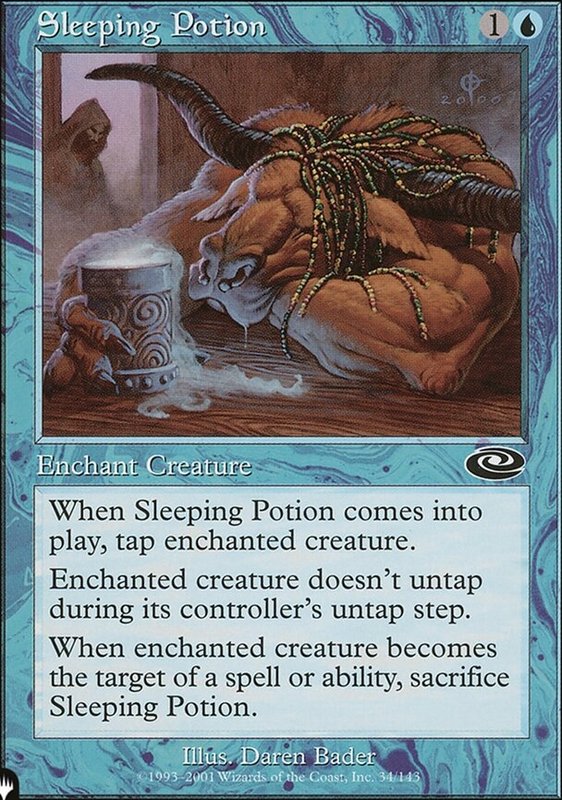 Sleeping Potion 1
2000
Enchant Creature
When Sleeping Potion comes into
play, tap enchanted creature.
Enchanted creature doesn't untap
during its controller's untap step.
When enchanted creature becomes
the target of a spell or ability, sacrifice
Sleeping Potion.
Illus. Daren Bader
©1993–2001 Wizards of the Coast, Inc. 34/143